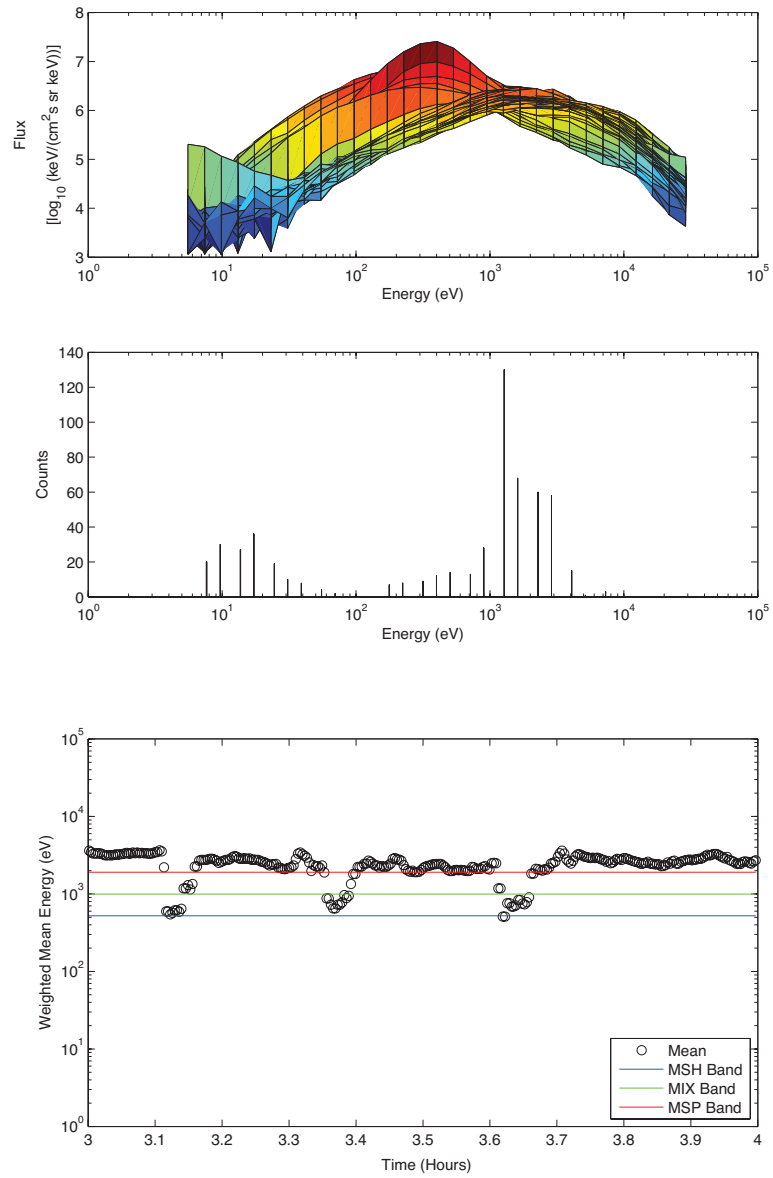 8
7
6
5
4
3
Flux
[log10 (keV/(cm2s sr keV))]
10^0 10^1 10^2 10^3 10^4 10^5
Energy (eV)
140
120
100
80
60
40
20
0
Counts
10^0 10^1 10^2 10^3 10^4 10^5
Energy (eV)
10^5
10^4
10^3
10^2
10^1
10^0
Weighted Mean Energy (eV)
Mean
MSH Band
MIX Band
MSP Band
3 3.1 3.2 3.3 3.4 3.5 3.6 3.7 3.8 3.9 4
Time (Hours)